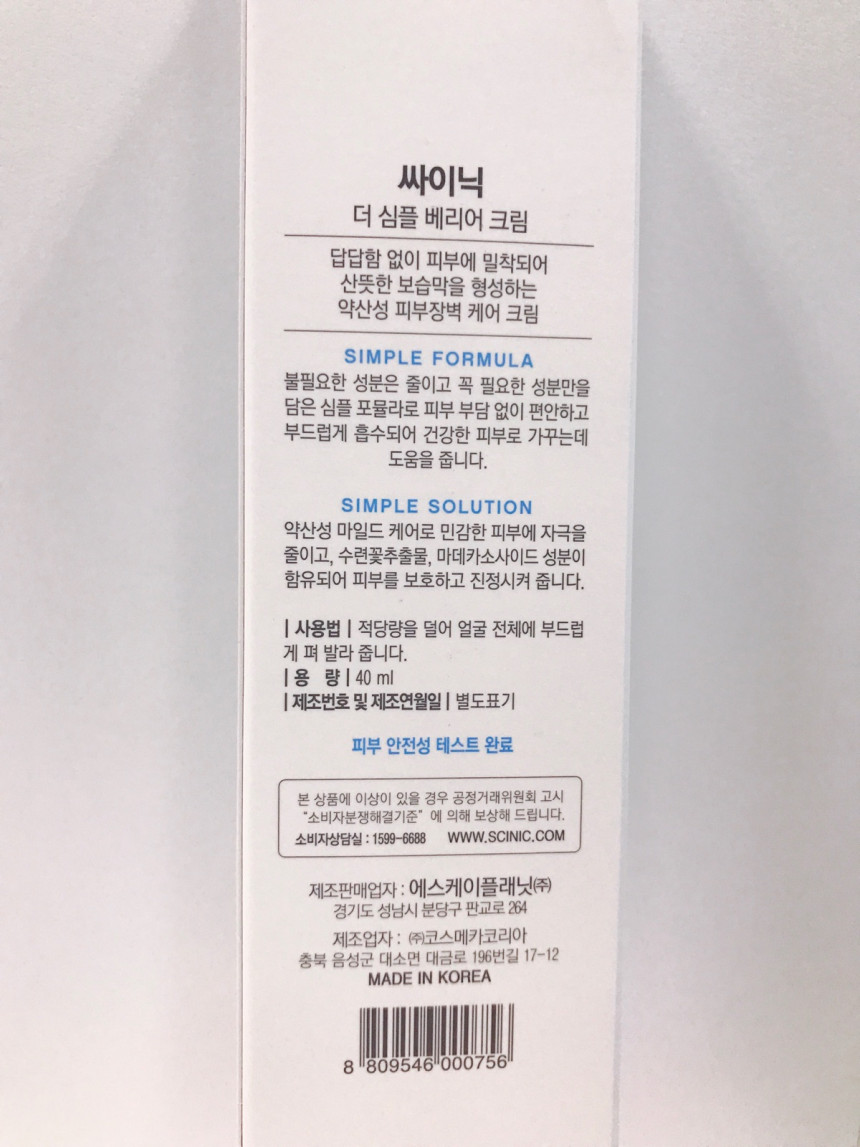 싸이닉
더 심플 베리어 크림
답답함 없이 피부에 밀착되어
산뜻한 보습막을 형성하는
약산성 피부장벽 케어 크림
SIMPLE FORMULA
불필요한 성분은 줄이고 꼭 필요한 성분만을
담은 심플 포뮬라로 피부 부담 없이 편안하고
부드럽게 흡수되어 건강한 피부로 가꾸는데
도움을 줍니다.
SIMPLE SOLUTION
약산성 마일드 케어로 민감한 피부에 자극을
줄이고, 수련꽃추출물, 마데카소사이드 성분이
함유되어 피부를 보호하고 진정시켜 줍니다.
| 사용법 | 적당량을 덜어 얼굴 전체에 부드럽
게 펴 발라 줍니다.
| 용 량 | 40 ml
| 제조번호 및 제조연월일 | 별도표기
피부 안전성 테스트 완료
본 상품에 이상이 있을 경우 공정거래위원회 고시
"소비자분쟁해결기준" 에 의해 보상해 드립니다.
소비자상담실 : 1599-6688 WWW.SCINIC.COM
제조판매업자 : 에스케이플래닛㈜
경기도 성남시 분당구 판교로 264
제조업자 : ㈜코스메카코리아
충북 음성군 대소면 대금로 196번길 17-12
MADE IN KOREA
8 809546 000756